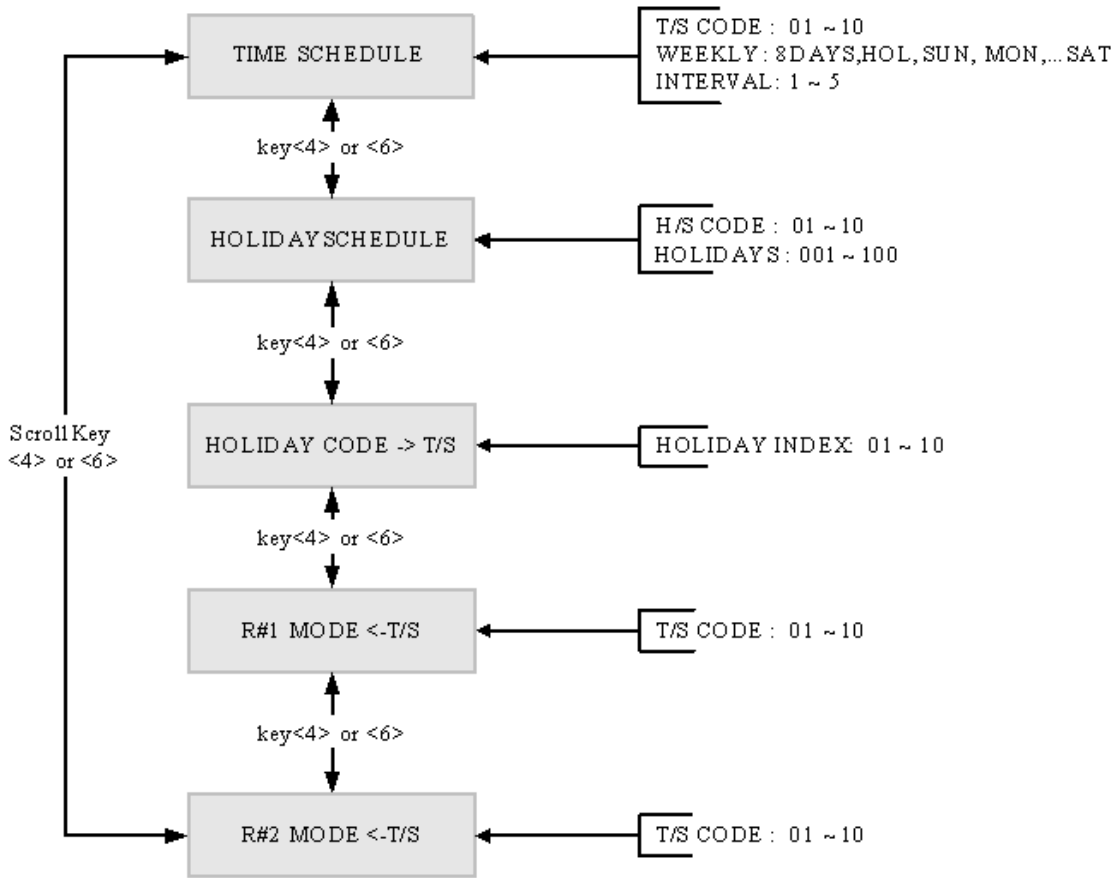 TIME SCHEDULE
T/S CODE : 01 ~ 10
WEEKLY : 8DAYS,HOL, SUN, MON,...SAT
INTERVAL: 1 ~ 5
key<4> or <6>
HOLIDAYSCHEDULE
H/S CODE : 01 ~ 10
HOLIDAYS : 001 ~ 100
key<4> or <6>
Scroll Key
<4> or <6>
HOLIDAY CODE -> T/S
HOLIDAY INDEX: 01 ~ 10
key<4> or <6>
R#1 MODE <-T/S
T/S CODE : 01 ~ 10
key<4> or <6>
R#2 MODE <-T/S
T/S CODE : 01 ~ 10